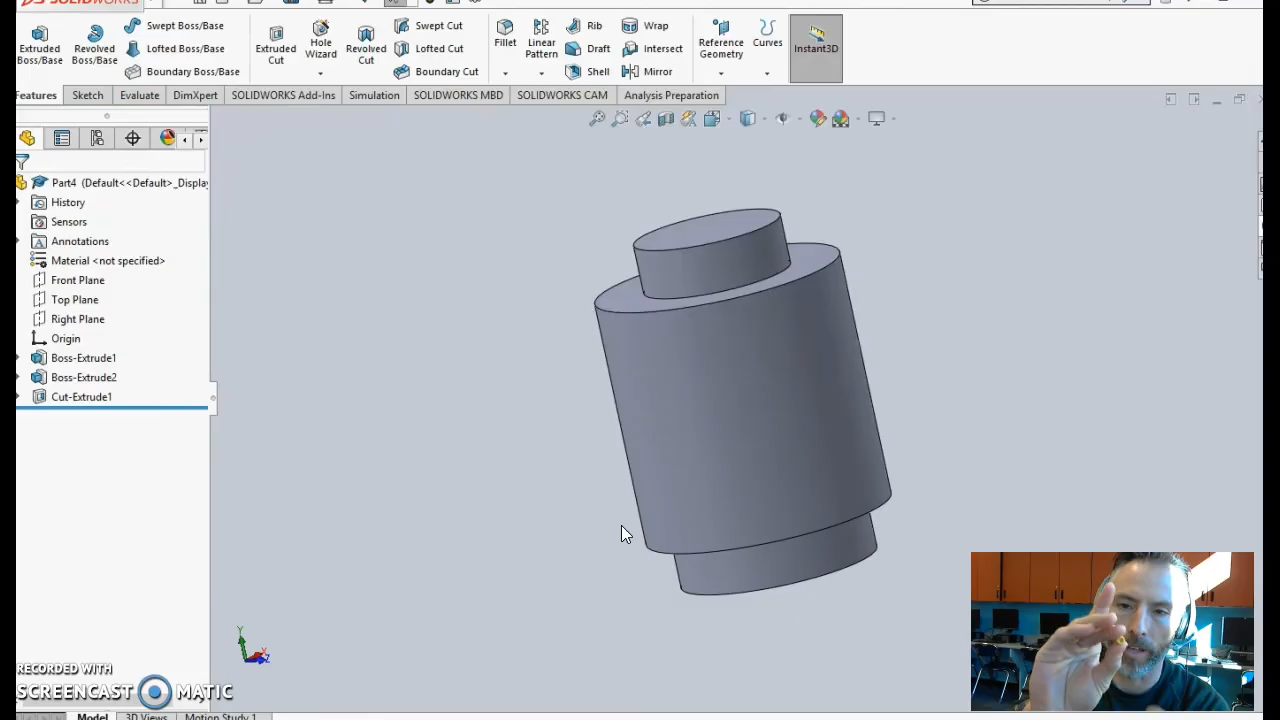 SOLIDWORKS
Extruded Boss/Base
Revolved Boss/Base
Swept Boss/Base
Lofted Boss/Base
Boundary Boss/Base
Extruded Cut
Hole Wizard
Revolved Cut
Swept Cut
Lofted Cut
Boundary Cut
Fillet
Linear Pattern
Rib
Draft
Shell
Wrap
Intersect
Mirror
Reference Geometry
Curves
Instant3D
eatures
Sketch
Evaluate
DimXpert
SOLIDWORKS Add-Ins
Simulation
SOLIDWORKS MBD
SOLIDWORKS CAM
Analysis Preparation
Part4 (Default<<Default>_Display
History
Sensors
Annotations
Material <not specified>
Front Plane
Top Plane
Right Plane
Origin
Boss-Extrude1
Boss-Extrude2
Cut-Extrude1
Y
X
Z
RECORDED WITH
SCREENCAST MATIC
Model
3D Views
Motion Study 1